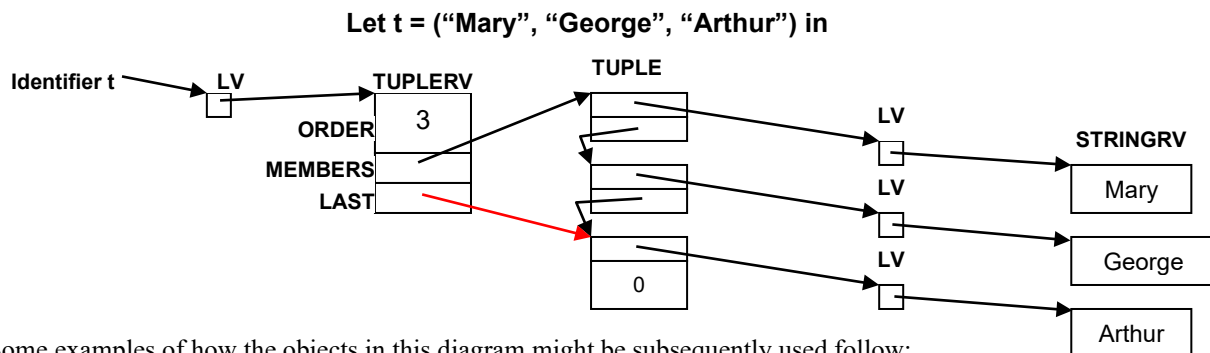 Let t = (“Mary”, “George”, “Arthur”) in
Identifier t
LV
TUPLERV
TUPLE
ORDER
3
MEMBERS
LAST
0
LV
LV
LV
STRINGRV
Mary
George
Arthur
ome examples of how the objects in this diagram might be subsequently used follow: